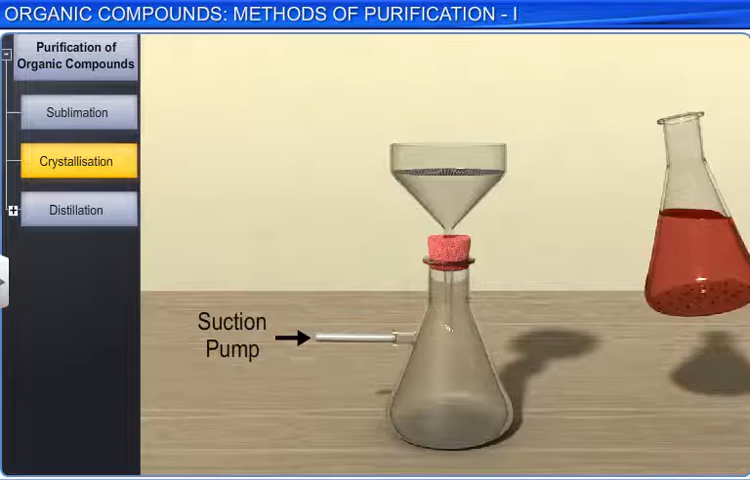 ORGANIC COMPOUNDS: METHODS OF PURIFICATION - I
Purification of
Organic Compounds
Sublimation
Crystallisation
Distillation
Suction
Pump